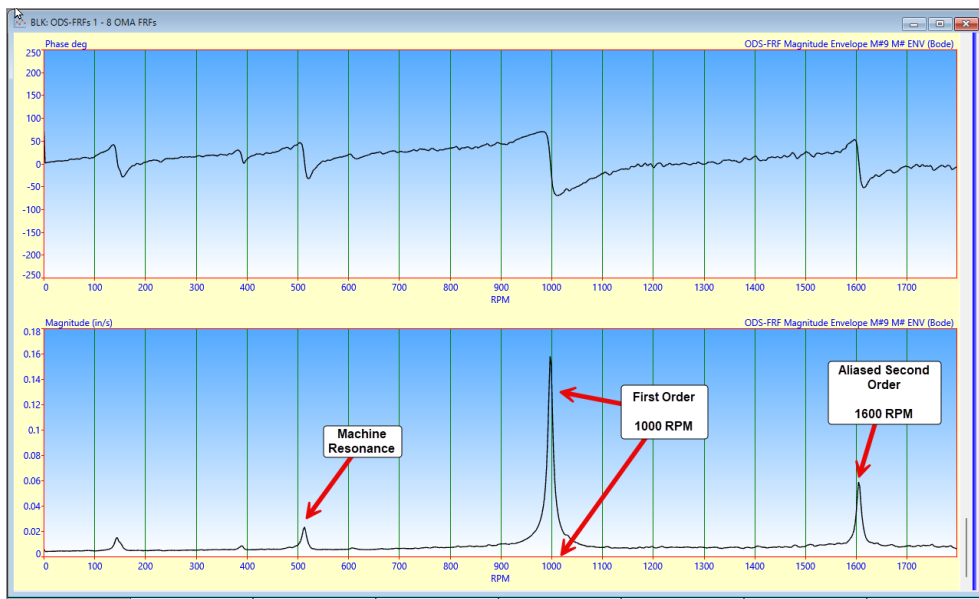 BLK: ODS-FRFs 1 - 8 OMA FRFs
Phase deg
ODS-FRF Magnitude Envelope M#9 M# ENV (Bode)
250
200
150
100
50
0
-50
-100
-150
-200
-250
0 100 200 300 400 500 600 700 800 900 1000 1100 1200 1300 1400 1500 1600 1700
RPM
Magnitude (in/s)
ODS-FRF Magnitude Envelope M#9 M# ENV (Bode)
0.18
0.16
0.14
0.12
0.1
0.08
0.06
0.04
0.02
0
Machine
Resonance
First Order
1000 RPM
Aliased Second
Order
1600 RPM
0 100 200 300 400 500 600 700 800 900 1000 1100 1200 1300 1400 1500 1600 1700
RPM